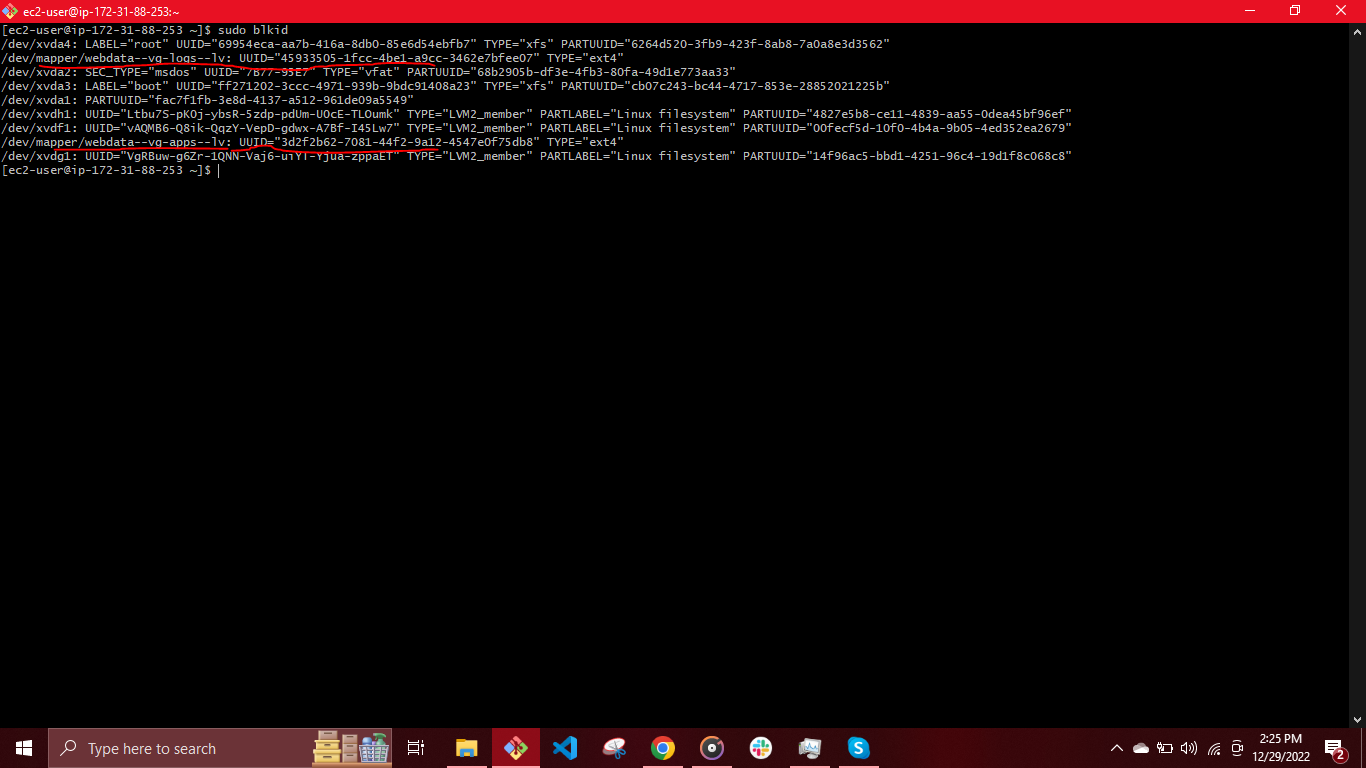 ec2-user@ip-172-31-88-253:~
[ec2-user@ip-172-31-88-253 ~]$ sudo blkid
/dev/xvda4: LABEL="root" UUID="69954eca-aa7b-416a-8db0-85e6d54ebfb7" TYPE="xfs" PARTUUID="6264d520-3fb9-423f-8ab8-7a0a8e3d3562"
/dev/mapper/webdata--vg-logs--lv: UUID="45933505-1fcc-4be1-a9cc-3462e7bfee07" TYPE="ext4"
/dev/xvda2: SEC_TYPE="msdos" UUID="7B77-95E7" TYPE="vfat" PARTUUID="68b2905b-df3e-4fb3-80fa-49d1e773aa33"
/dev/xvda3: LABEL="boot" UUID="ff271202-3ccc-4971-939b-9bdc91408a23" TYPE="xfs" PARTUUID="cb07c243-bc44-4717-853e-28852021225b"
/dev/xvda1: PARTUUID="fac7f1fb-3e8d-4137-a512-961de09a5549"
/dev/xvdh1: UUID="Ltbu7S-pKOj-ybsR-5zdp-pdUm-UOcE-TLOumk" TYPE="LVM2_member" PARTLABEL="Linux filesystem" PARTUUID="4827e5b8-ce11-4839-aa55-0dea45bf96ef"
/dev/xvdf1: UUID="vAQMB6-Q8ik-QqzY-VepD-gdwx-A7Bf-I45Lw7" TYPE="LVM2_member" PARTLABEL="Linux filesystem" PARTUUID="00fecf5d-10f0-4b4a-9b05-4ed352ea2679"
/dev/mapper/webdata--vg-apps--lv: UUID="3d2f2b62-7081-44f2-9a12-4547e0f75db8" TYPE="ext4"
/dev/xvdg1: UUID="VgRBuw-g6Zr-1QNN-Vaj6-uiYT-Yjua-zppaET" TYPE="LVM2_member" PARTLABEL="Linux filesystem" PARTUUID="14f96ac5-bbd1-4251-96c4-19d1f8c068c8"
[ec2-user@ip-172-31-88-253 ~]$
Type here to search
2:25 PM
12/29/2022
2